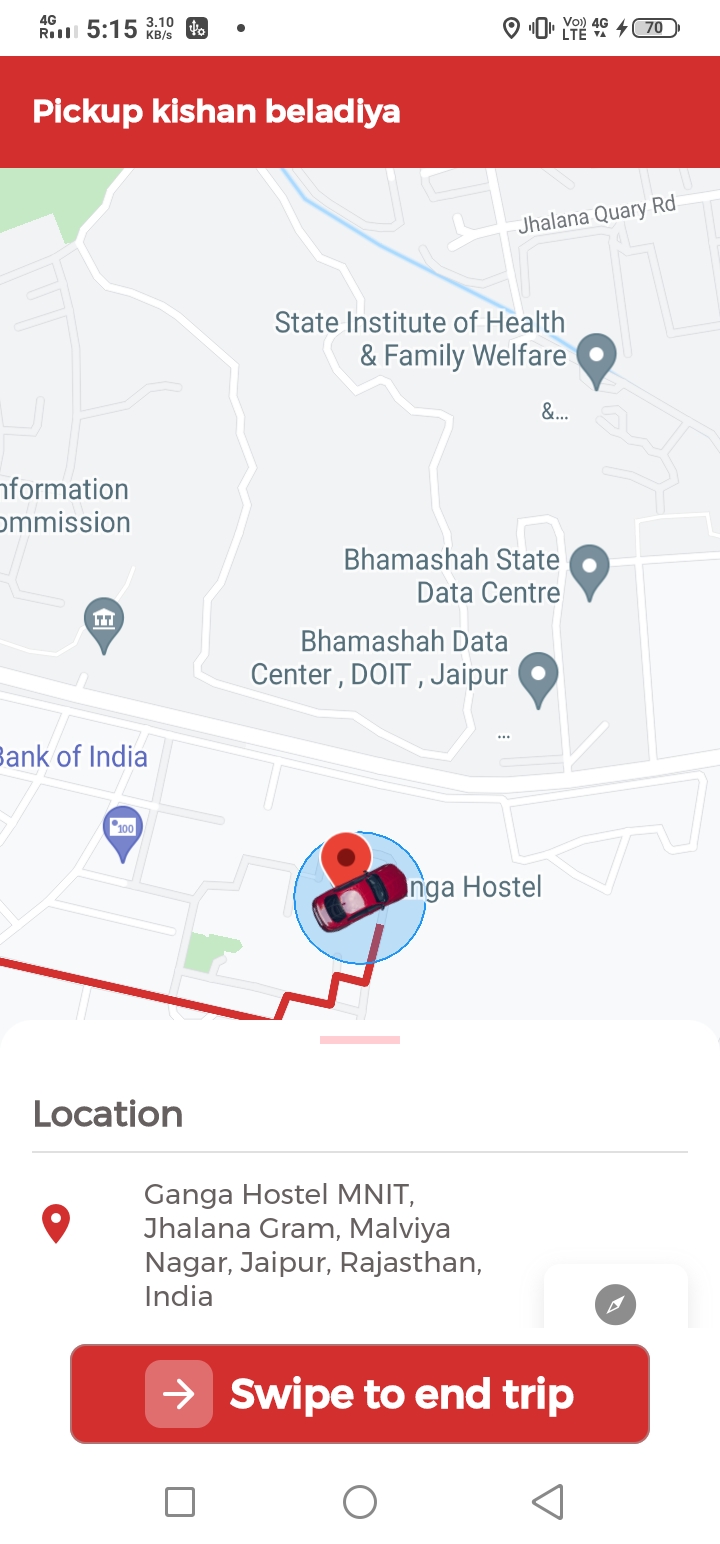 4G
R
5:15
3.10
KB/s
Vo))
LTE
4G
70
Pickup kishan beladiya
Jhalana Quary Rd
State Institute of Health
& Family Welfare
&...
nformation
ommission
Bhamashah State
Data Centre
Bhamashah Data
Center , DOIT , Jaipur
...
Bank of India
100
nga Hostel
Location
Ganga Hostel MNIT,
Jhalana Gram, Malviya
Nagar, Jaipur, Rajasthan,
India
Swipe to end trip